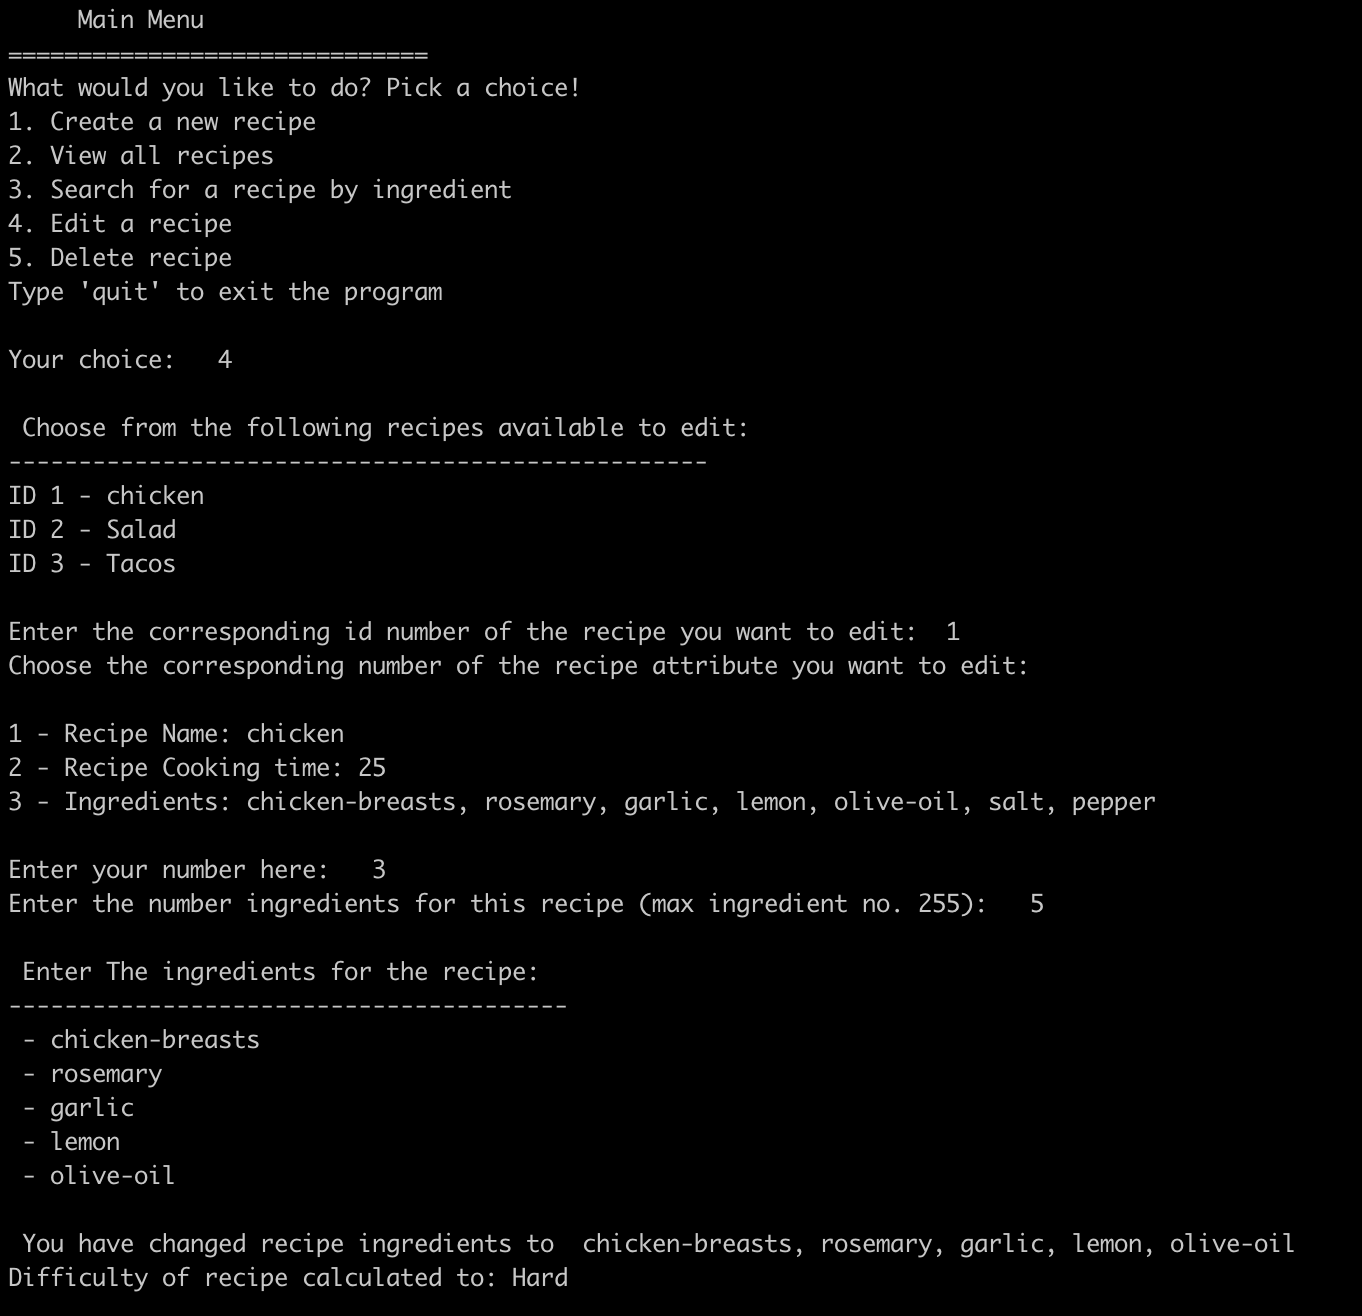 Main Menu
==============================
What would you like to do? Pick a choice!
1. Create a new recipe
2. View all recipes
3. Search for a recipe by ingredient
4. Edit a recipe
5. Delete recipe
Type 'quit' to exit the program
Your choice:   4
Choose from the following recipes available to edit:
--------------------------------------------------
ID 1 - chicken
ID 2 - Salad
ID 3 - Tacos
Enter the corresponding id number of the recipe you want to edit:  1
Choose the corresponding number of the recipe attribute you want to edit:
1 - Recipe Name: chicken
2 - Recipe Cooking time: 25
3 - Ingredients: chicken-breasts, rosemary, garlic, lemon, olive-oil, salt, pepper
Enter your number here:   3
Enter the number ingredients for this recipe (max ingredient no. 255):   5
Enter The ingredients for the recipe:
----------------------------------------
- chicken-breasts
- rosemary
- garlic
- lemon
- olive-oil
You have changed recipe ingredients to  chicken-breasts, rosemary, garlic, lemon, olive-oil
Difficulty of recipe calculated to: Hard